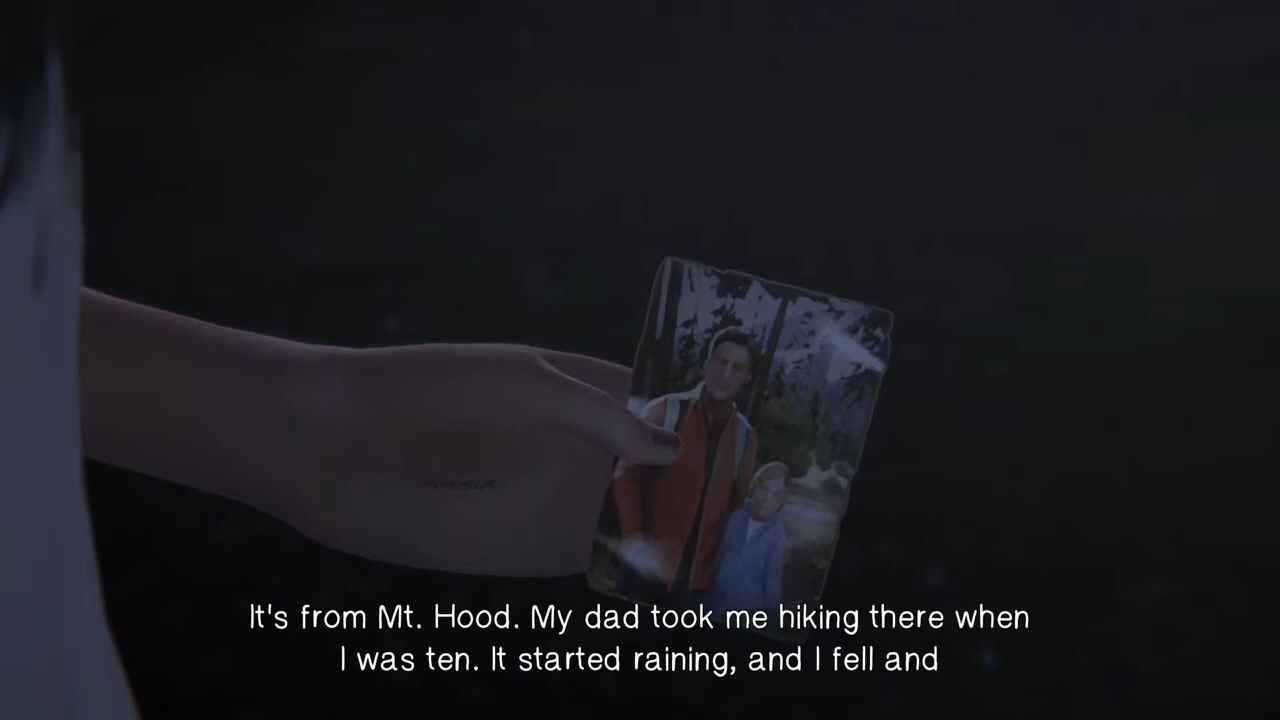 It's from Mt. Hood. My dad took me hiking there when
I was ten. It started raining, and I fell and